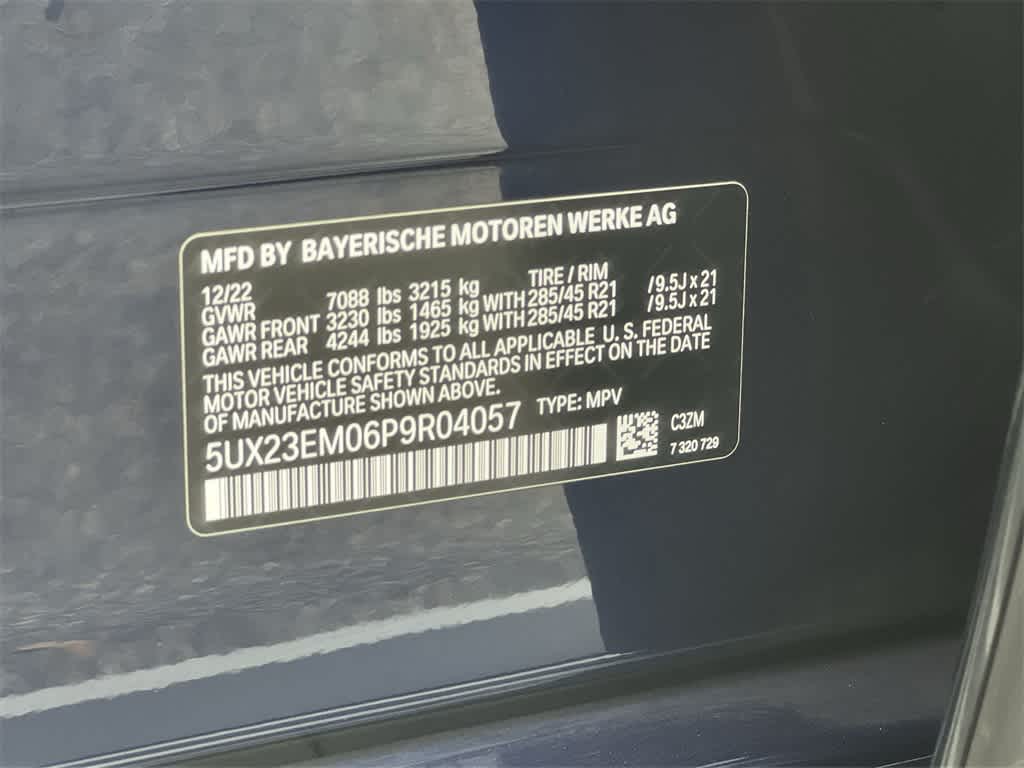 MFD BY BAYERISCHE MOTOREN WERKE AG
12/22 TIRE / RIM
GVWR 7088 lbs 3215 kg
GAWR FRONT 3230 lbs 1465 kg WITH 285/45 R21 /9.5J x 21
GAWR REAR 4244 lbs 1925 kg WITH 285/45 R21 /9.5J x 21
THIS VEHICLE CONFORMS TO ALL APPLICABLE U.S. FEDERAL
MOTOR VEHICLE SAFETY STANDARDS IN EFFECT ON THE DATE
OF MANUFACTURE SHOWN ABOVE.
5UX23EM06P9R04057 TYPE: MPV
C3ZM
7 320 729